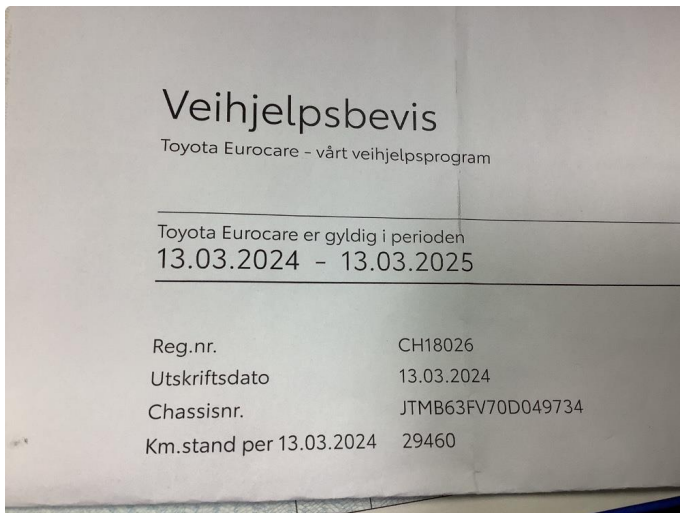 Veihjelpsbevis
Toyota Eurocare - vårt veihjelpsprogram
Toyota Eurocare er gyldig i perioden
13.03.2024 - 13.03.2025
Reg.nr. CH18026
Utskriftsdato 13.03.2024
Chassisnr. JTMB63FV70D049734
Km.stand per 13.03.2024 29460